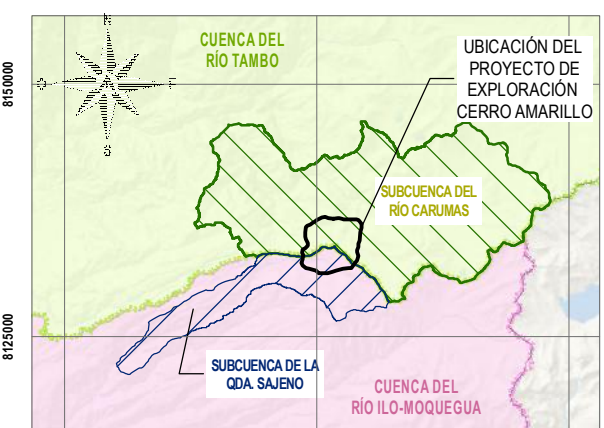 CUENCA DEL
RÍO TAMBO
UBICACIÓN DEL
PROYECTO DE
EXPLORACIÓN
CERRO AMARILLO
8150000
SUBCUENCA DEL
RÍO CARUMAS
8125000
SUBCUENCA DE LA
QDA. SAJENO
CUENCA DEL
RÍO ILO-MOQUEGUA